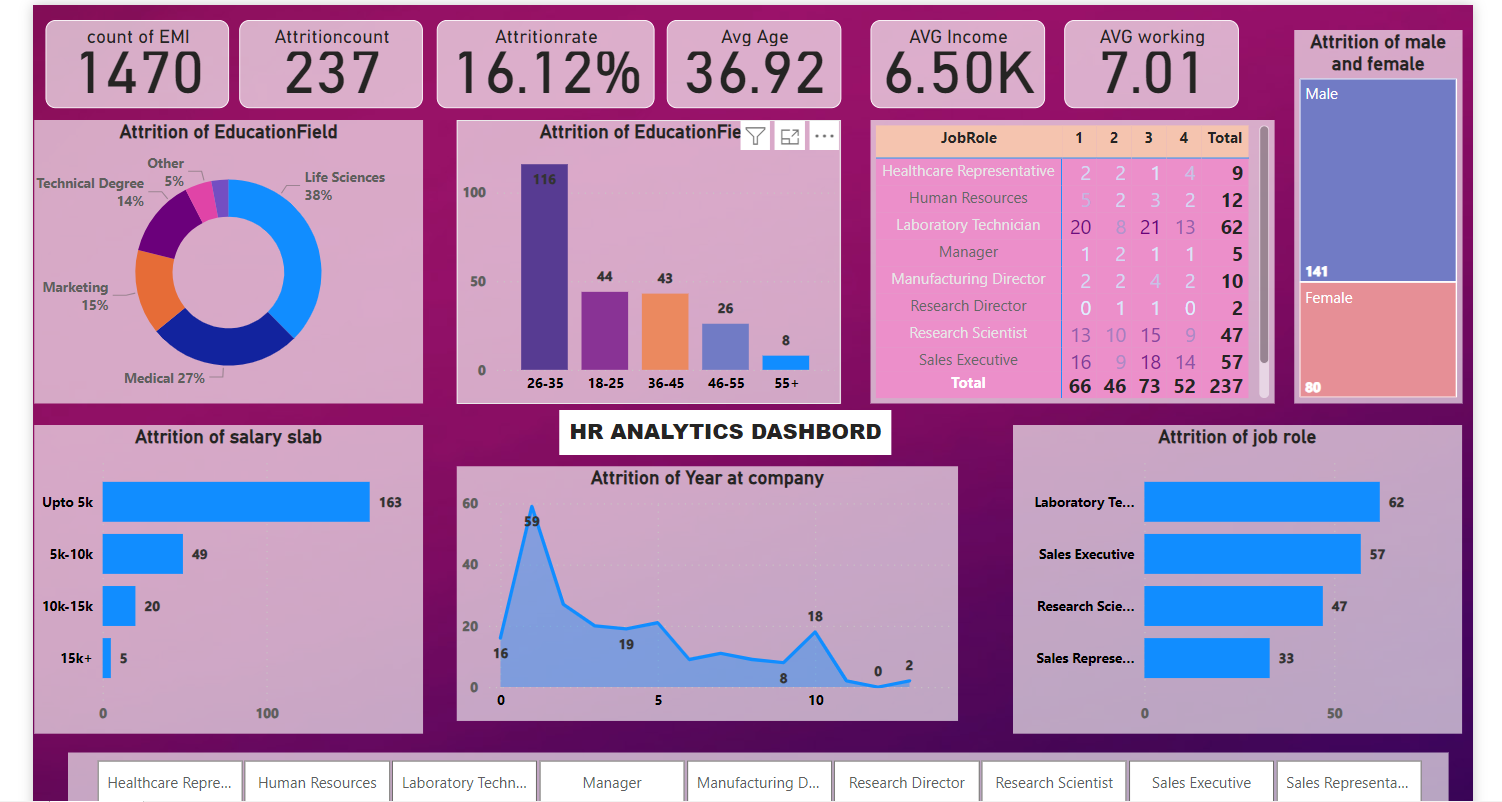 count of EMI
1470
Attritioncount
237
Attritionrate
16.12%
Avg Age
36.92
AVG Income
6.50K
AVG working
7.01
Attrition of male
and female
Male
141
Female
80
Attrition of EducationField
Other
5%
Technical Degree
14%
Life Sciences
38%
Marketing
15%
Medical 27%
Attrition of EducationFie
100
50
0
116
44
43
26
8
26-35 18-25 36-45 46-55 55+
JobRole 1 2 3 4 Total
Healthcare Representative 2 2 1 4 9
Human Resources 5 2 3 2 12
Laboratory Technician 20 8 21 13 62
Manager 1 2 1 1 5
Manufacturing Director 2 2 4 2 10
Research Director 0 1 1 0 2
Research Scientist 13 10 15 9 47
Sales Executive 16 9 18 14 57
Total 66 46 73 52 237
HR ANALYTICS DASHBORD
Attrition of salary slab
Upto 5k 163
5k-10k 49
10k-15k 20
15k+ 5
0 100
Attrition of Year at company
60
40
20
0
16
59
19
8
18
0
2
0 5 10
Attrition of job role
Laboratory Te... 62
Sales Executive 57
Research Scie... 47
Sales Represe... 33
0 50
Healthcare Repre... Human Resources Laboratory Techn... Manager Manufacturing D... Research Director Research Scientist Sales Executive Sales Representa...